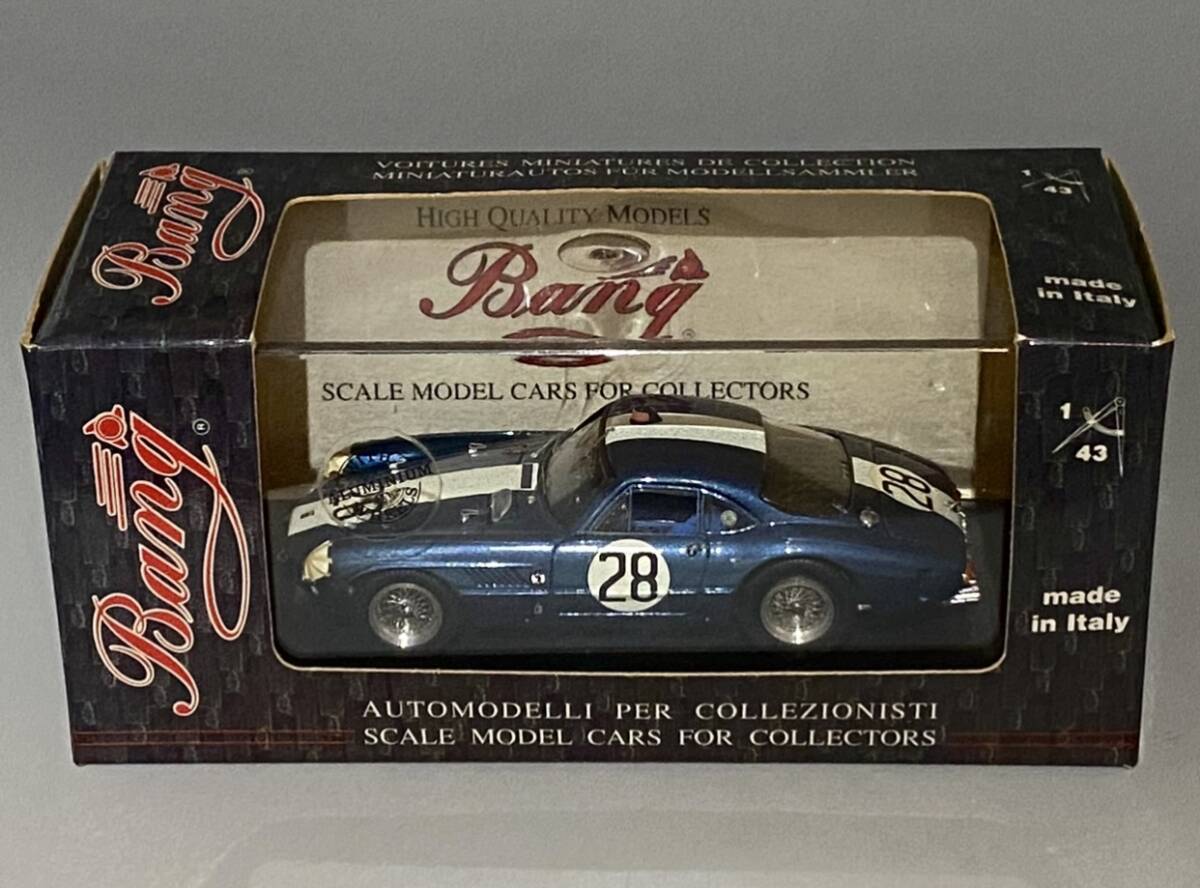 VOITURES MINIATURES DE COLLECTION
MINIATURAUTOS FÜR MODELLSAMMLER
1
43
Bang
®
made
in Italy
HIGH QUALITY MODELS
Bang
®
SCALE MODEL CARS FOR COLLECTORS
Bang
®
1
43
ALUMINIUM
28
28
made
in Italy
AUTOMODELLI PER COLLEZIONISTI
SCALE MODEL CARS FOR COLLECTORS